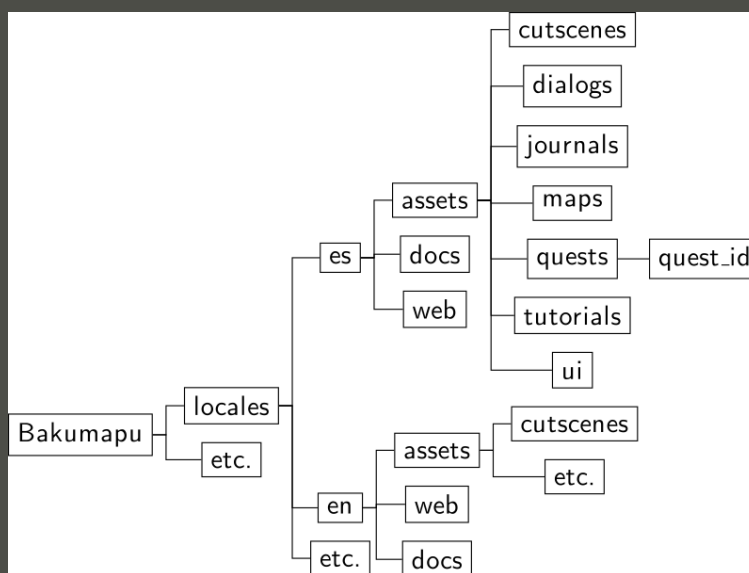 Bakumapu
locales
etc.
es
assets
cutscenes
dialogs
journals
maps
quests
quest_id
tutorials
ui
docs
web
en
assets
cutscenes
etc.
web
docs
etc.